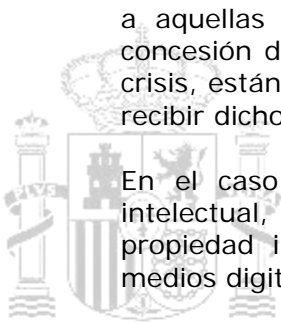 a aquellas
concesión d
crisis, están
recibir dicho
En el caso
intelectual,
propiedad i
medios digit